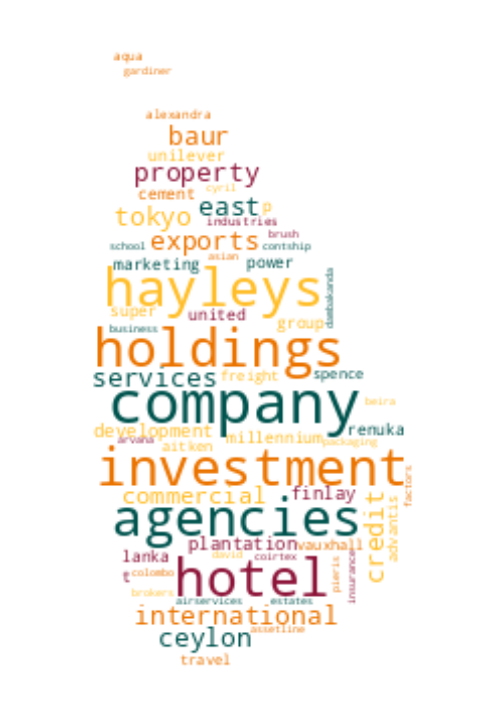 aqua
gardiner
alexandra
baur
unilever
property
cyril
cement
east p
tokyo
industries
brush
exports
school
contship
asian
power
marketing
dambakanda
hayleys
super
united
group
business
holdings
services
freight
spence
company
beira
development
renuka
arvaha
millennium
packaging
aitken
investment
factors
commercial
finlay
credit
advantis
agencies
plantation
vauxhall
lanka
david
coirtex
t
colombo
hotel
pieris
insurance
brokers
airservices
estates
international
assetline
ceylon
travel